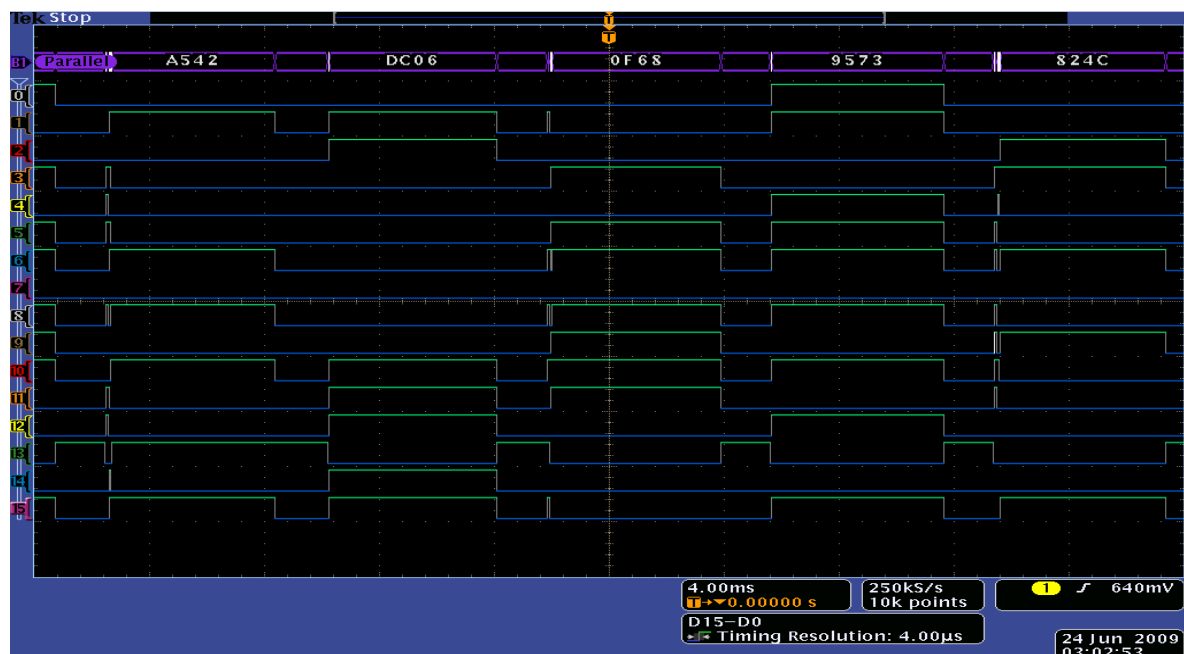 Tek Stop
T
T
B1 Parallel A542 DC06 0F68 9573 824C
0
1
2
3
4
5
6
7
8
9
10
11
12
13
14
15
4.00ms 250kS/s 1 640mV
T→▼0.00000 s 10k points
D15-D0
Timing Resolution: 4.00μs
24 Jun 2009
03:02:53